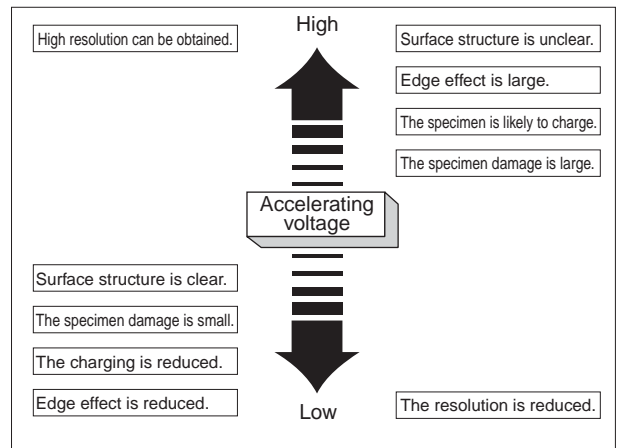 High
High resolution can be obtained.
Surface structure is unclear.
Edge effect is large.
The specimen is likely to charge.
The specimen damage is large.
Accelerating
voltage
Surface structure is clear.
The specimen damage is small.
The charging is reduced.
Edge effect is reduced.
Low
The resolution is reduced.